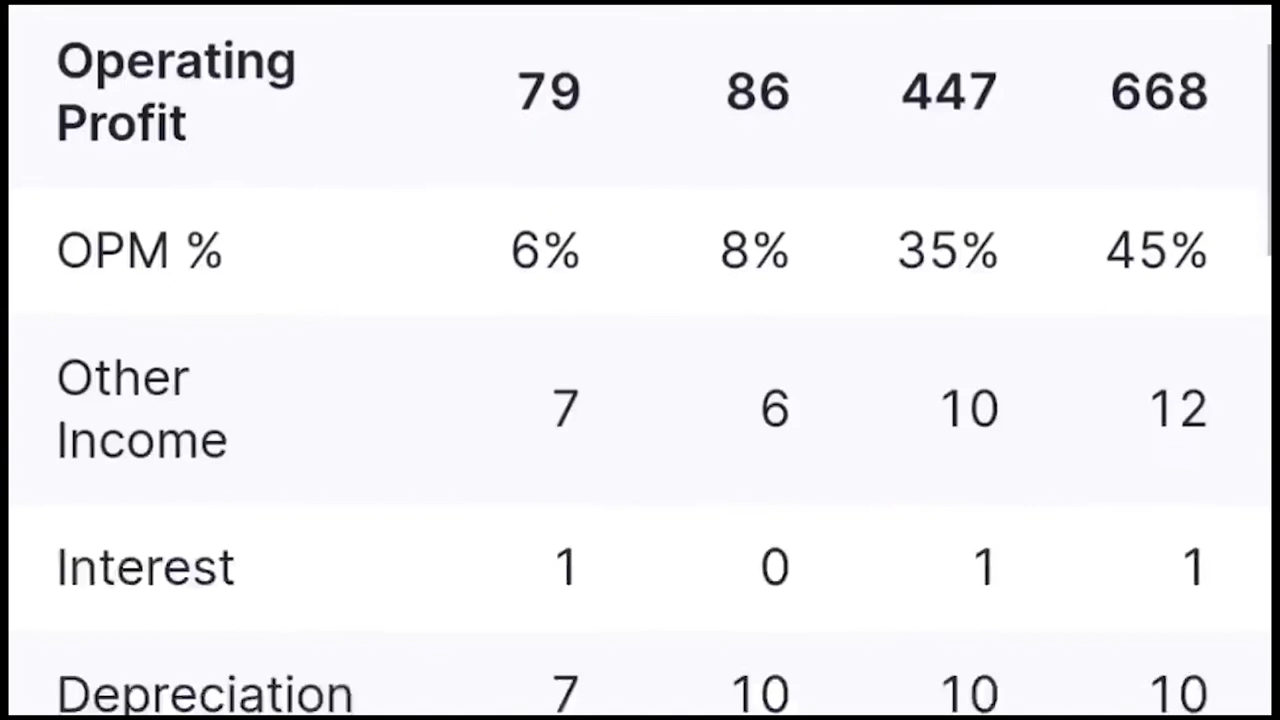 Operating
Profit 79 86 447 668
OPM % 6% 8% 35% 45%
Other
Income 7 6 10 12
Interest 1 0 1 1
Depreciation 7 10 10 10